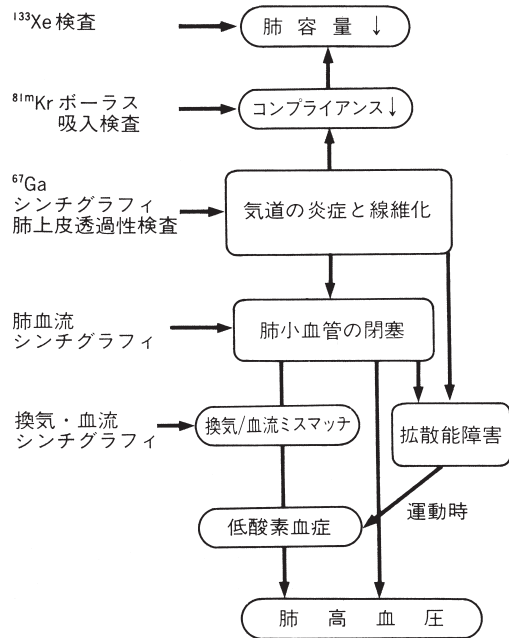 ¹³³Xe 検査
肺容量↓
⁸¹ᵐKr ボーラス
吸入検査
コンプライアンス↓
⁶⁷Ga
シンチグラフィ
肺上皮透過性検査
気道の炎症と線維化
肺血流
シンチグラフィ
肺小血管の閉塞
換気・血流
シンチグラフィ
換気/血流ミスマッチ
拡散能障害
運動時
低酸素血症
肺高血圧